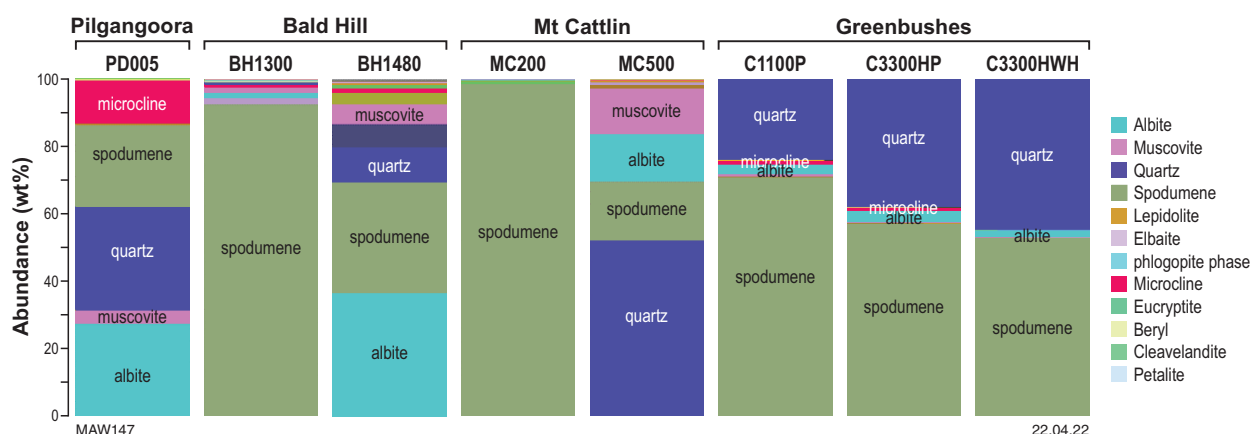 Pilgangoora Bald Hill Mt Cattlin Greenbushes
PD005 BH1300 BH1480 MC200 MC500 C1100P C3300HP C3300HWH
Abundance (wt%)
100
80
60
40
20
0
microcline
spodumene
quartz
muscovite
albite
spodumene
muscovite
quartz
spodumene
albite
spodumene
muscovite
albite
spodumene
quartz
quartz
microcline
albite
spodumene
quartz
microcline
albite
spodumene
quartz
albite
spodumene
Albite
Muscovite
Quartz
Spodumene
Lepidolite
Elbaite
phlogopite phase
Microcline
Eucryptite
Beryl
Cleavelandite
Petalite
MAW147
22.04.22